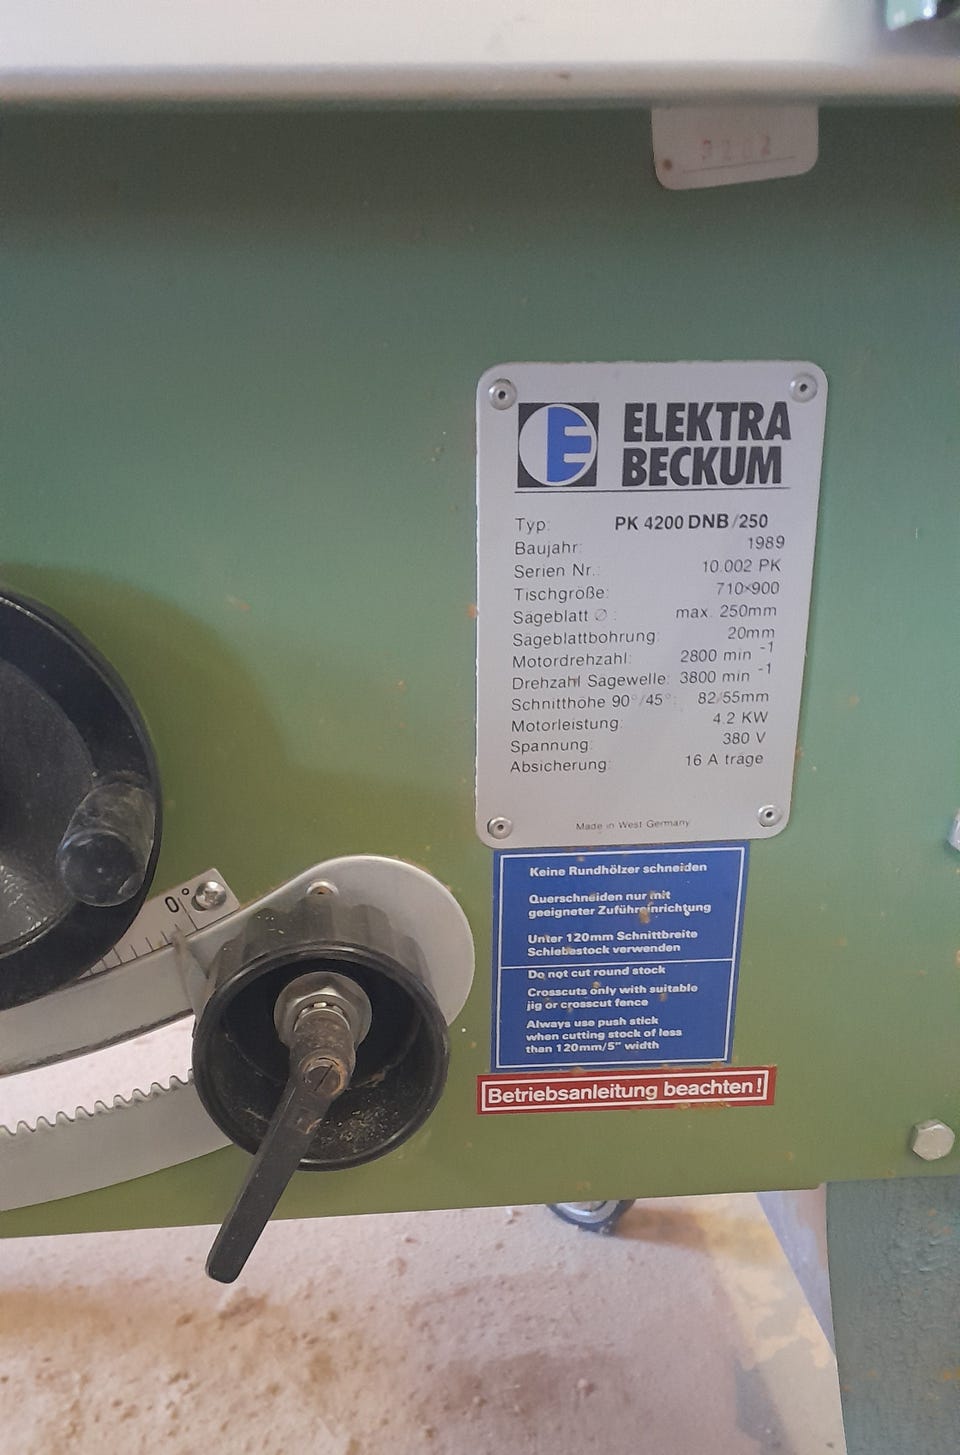 ELEKTRA
BECKUM
Typ: PK 4200 DNB/250
Baujahr: 1989
Serien Nr.: 10.002 PK
Tischgröße: 710×900
Sägeblatt ∅ : max. 250mm
Sägeblattbohrung: 20mm
Motordrehzahl: 2800 min⁻¹
Drehzahl Sägewelle: 3800 min⁻¹
Schnitthöhe 90°/45°: 82/55mm
Motorleistung: 4.2 KW
Spannung: 380 V
Absicherung: 16 A träge
Made in West Germany
Keine Rundhölzer schneiden
Querschneiden nur mit
geeigneter Zuführeinrichtung
Unter 120mm Schnittbreite
Schiebestock verwenden
Do not cut round stock
Crosscuts only with suitable
jig or crosscut fence
Always use push stick
when cutting stock of less
than 120mm/5" width
Betriebsanleitung beachten!
0°